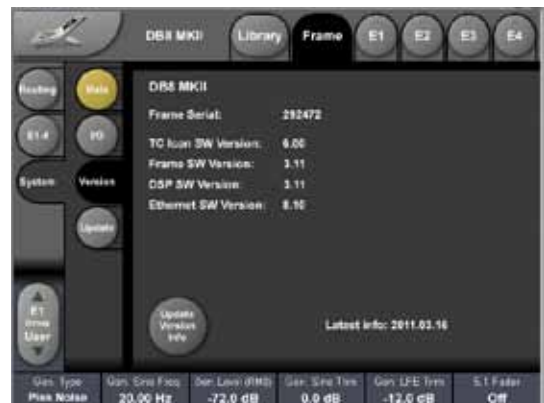 DB8 MKII Library Frame E1 E2 E3 E4
Routing Main DB8 MKII
Frame Serial: 292472
E1-4 I/O
TC Icon SW Version: 6.00
Frame SW Version: 3.11
System Version DSP SW Version: 3.11
Ethernet SW Version: 8.10
Update
E1
User
Update
Version
Info
Latest info: 2011.03.16
Gen. Type Gen. Sine Freq Gen. Level (RMS) Gen. Sine Trim Gen. LFE Trim 5.1 Fader
Pink Noise 20.00 Hz -72.0 dB 0.0 dB -12.0 dB Off